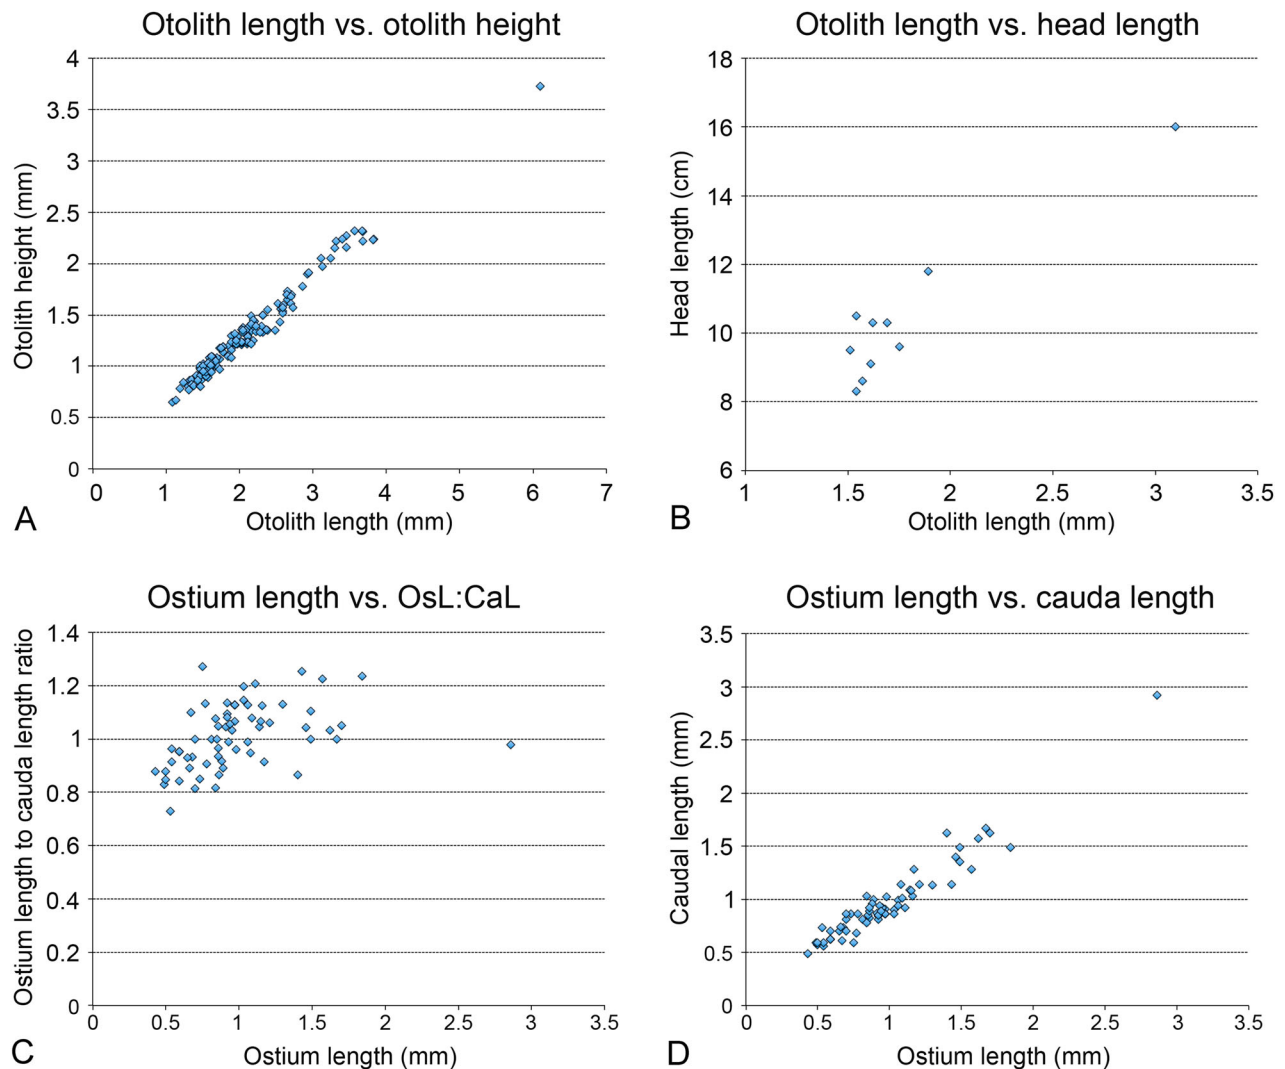 Otolith length vs. otolith height
4
3.5
3
2.5
2
1.5
1
0.5
0
Otolith height (mm)
0 1 2 3 4 5 6 7
Otolith length (mm)
A
Otolith length vs. head length
18
16
14
12
10
8
6
Head length (cm)
1 1.5 2 2.5 3 3.5
Otolith length (mm)
B
Ostium length vs. OsL:CaL
1.4
1.2
1
0.8
0.6
0.4
0.2
0
Ostium length to cauda length ratio
0 0.5 1 1.5 2 2.5 3 3.5
Ostium length (mm)
C
Ostium length vs. cauda length
3.5
3
2.5
2
1.5
1
0.5
0
Caudal length (mm)
0 0.5 1 1.5 2 2.5 3 3.5
Ostium length (mm)
D